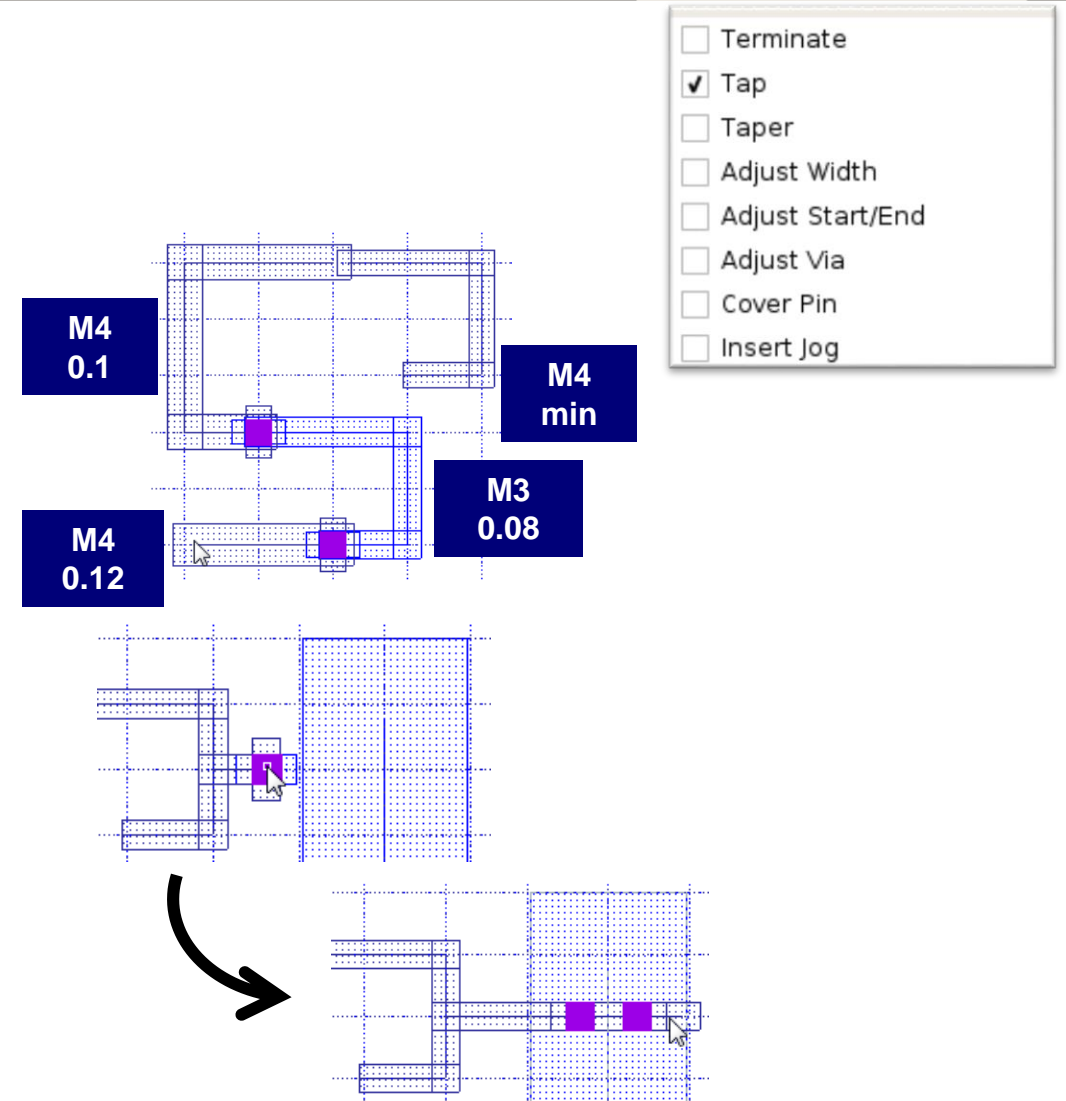 Terminate
Tap
Taper
Adjust Width
Adjust Start/End
Adjust Via
Cover Pin
Insert Jog
M4
0.1
M4
min
M3
0.08
M4
0.12